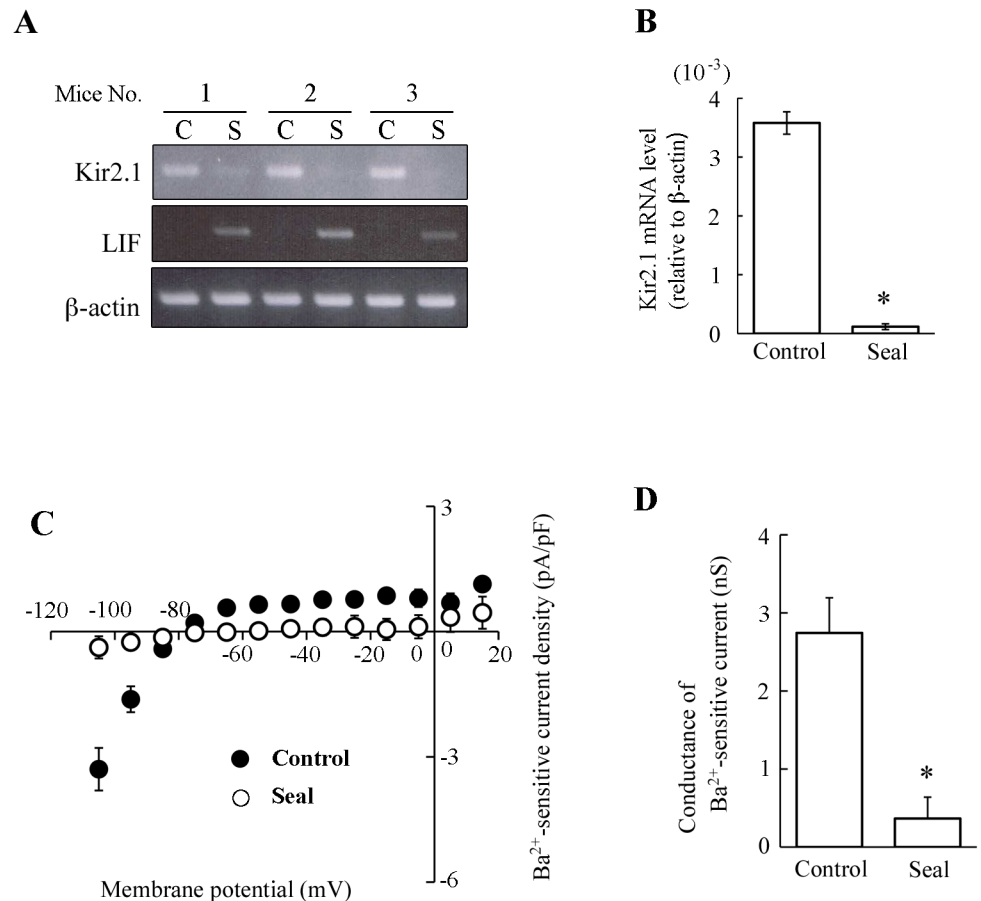 A
Mice No. 1 2 3
C S C S C S
Kir2.1
LIF
β-actin
B
(10⁻³)
4
3
2
1
0
Kir2.1 mRNA level
(relative to β-actin)
*
Control Seal
C
3
-120 -100 -80
-60 -40 -20 0 0 20
-3
-6
Control
Seal
Membrane potential (mV)
Ba²⁺-sensitive current density (pA/pF)
D
4
3
2
1
0
Conductance of
Ba²⁺-sensitive current (nS)
*
Control Seal